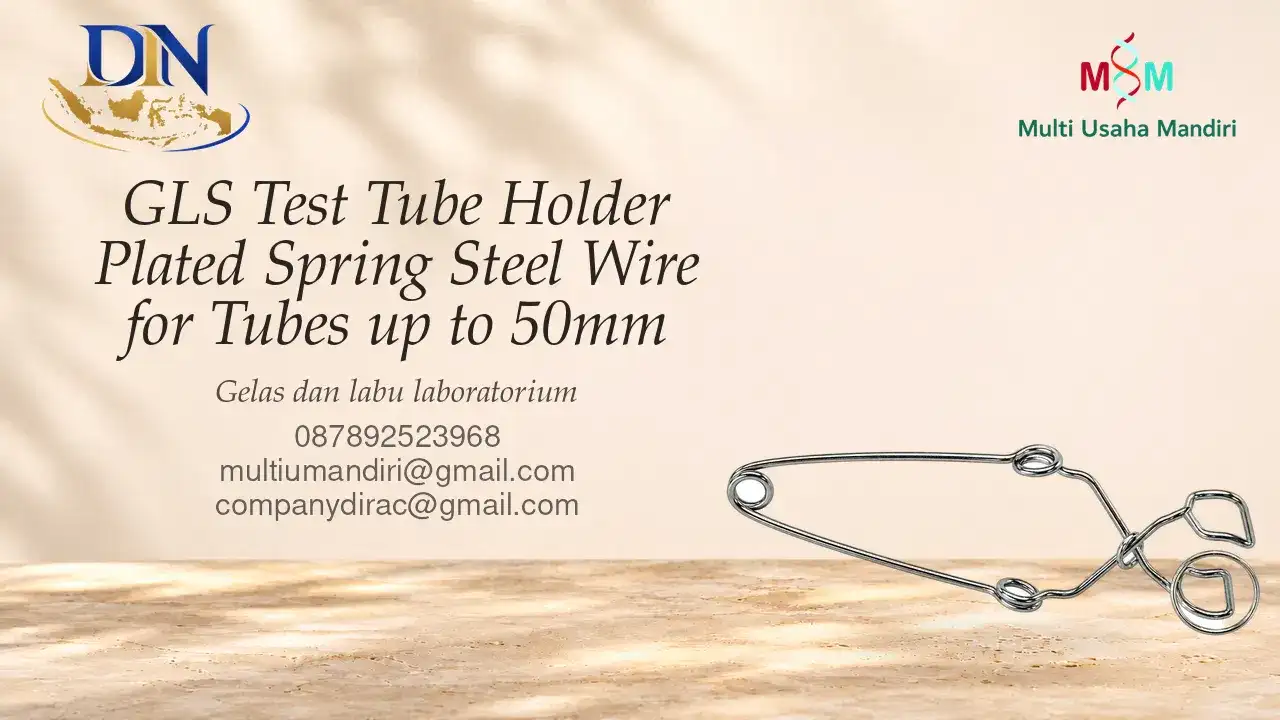 DIN
MSM
Multi Usaha Mandiri
GLS Test Tube Holder
Plated Spring Steel Wire
for Tubes up to 50mm
Gelas dan labu laboratorium
087892523968
multiumandiri@gmail.com
companydirac@gmail.com